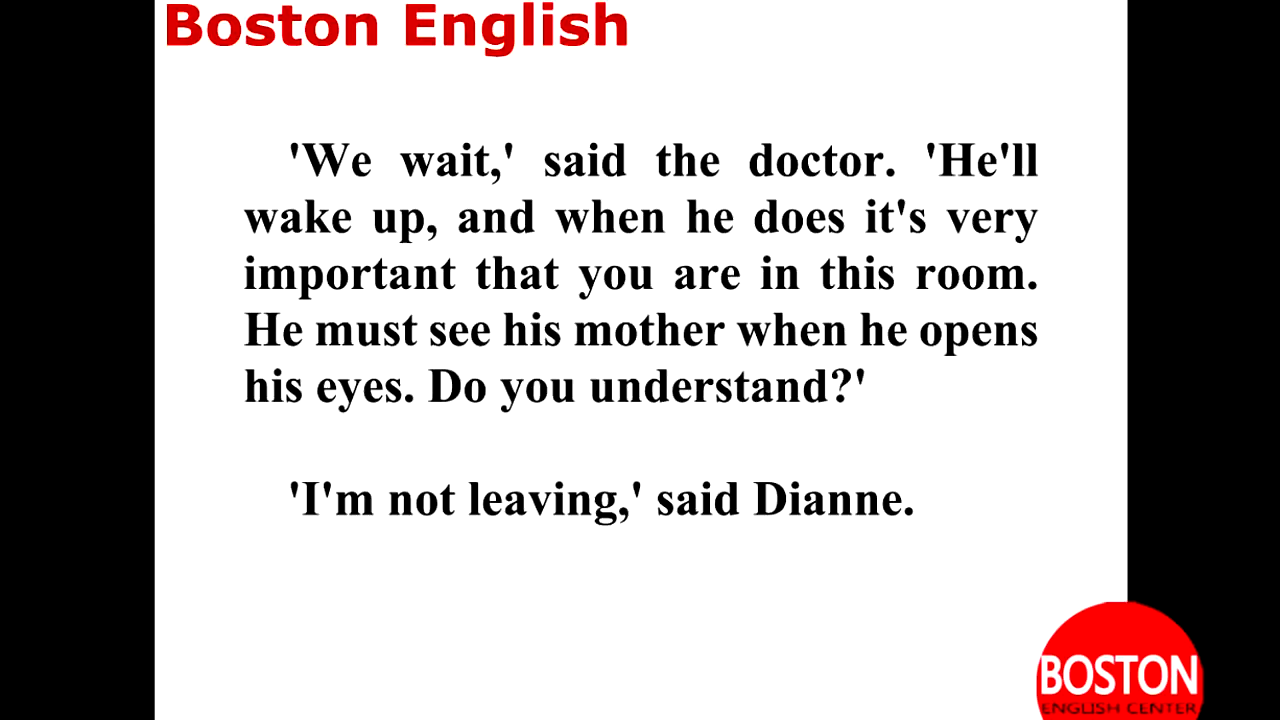 Boston English
'We wait,' said the doctor. 'He'll
wake up, and when he does it's very
important that you are in this room.
He must see his mother when he opens
his eyes. Do you understand?'
'I'm not leaving,' said Dianne.
BOSTON
ENGLISH CENTER